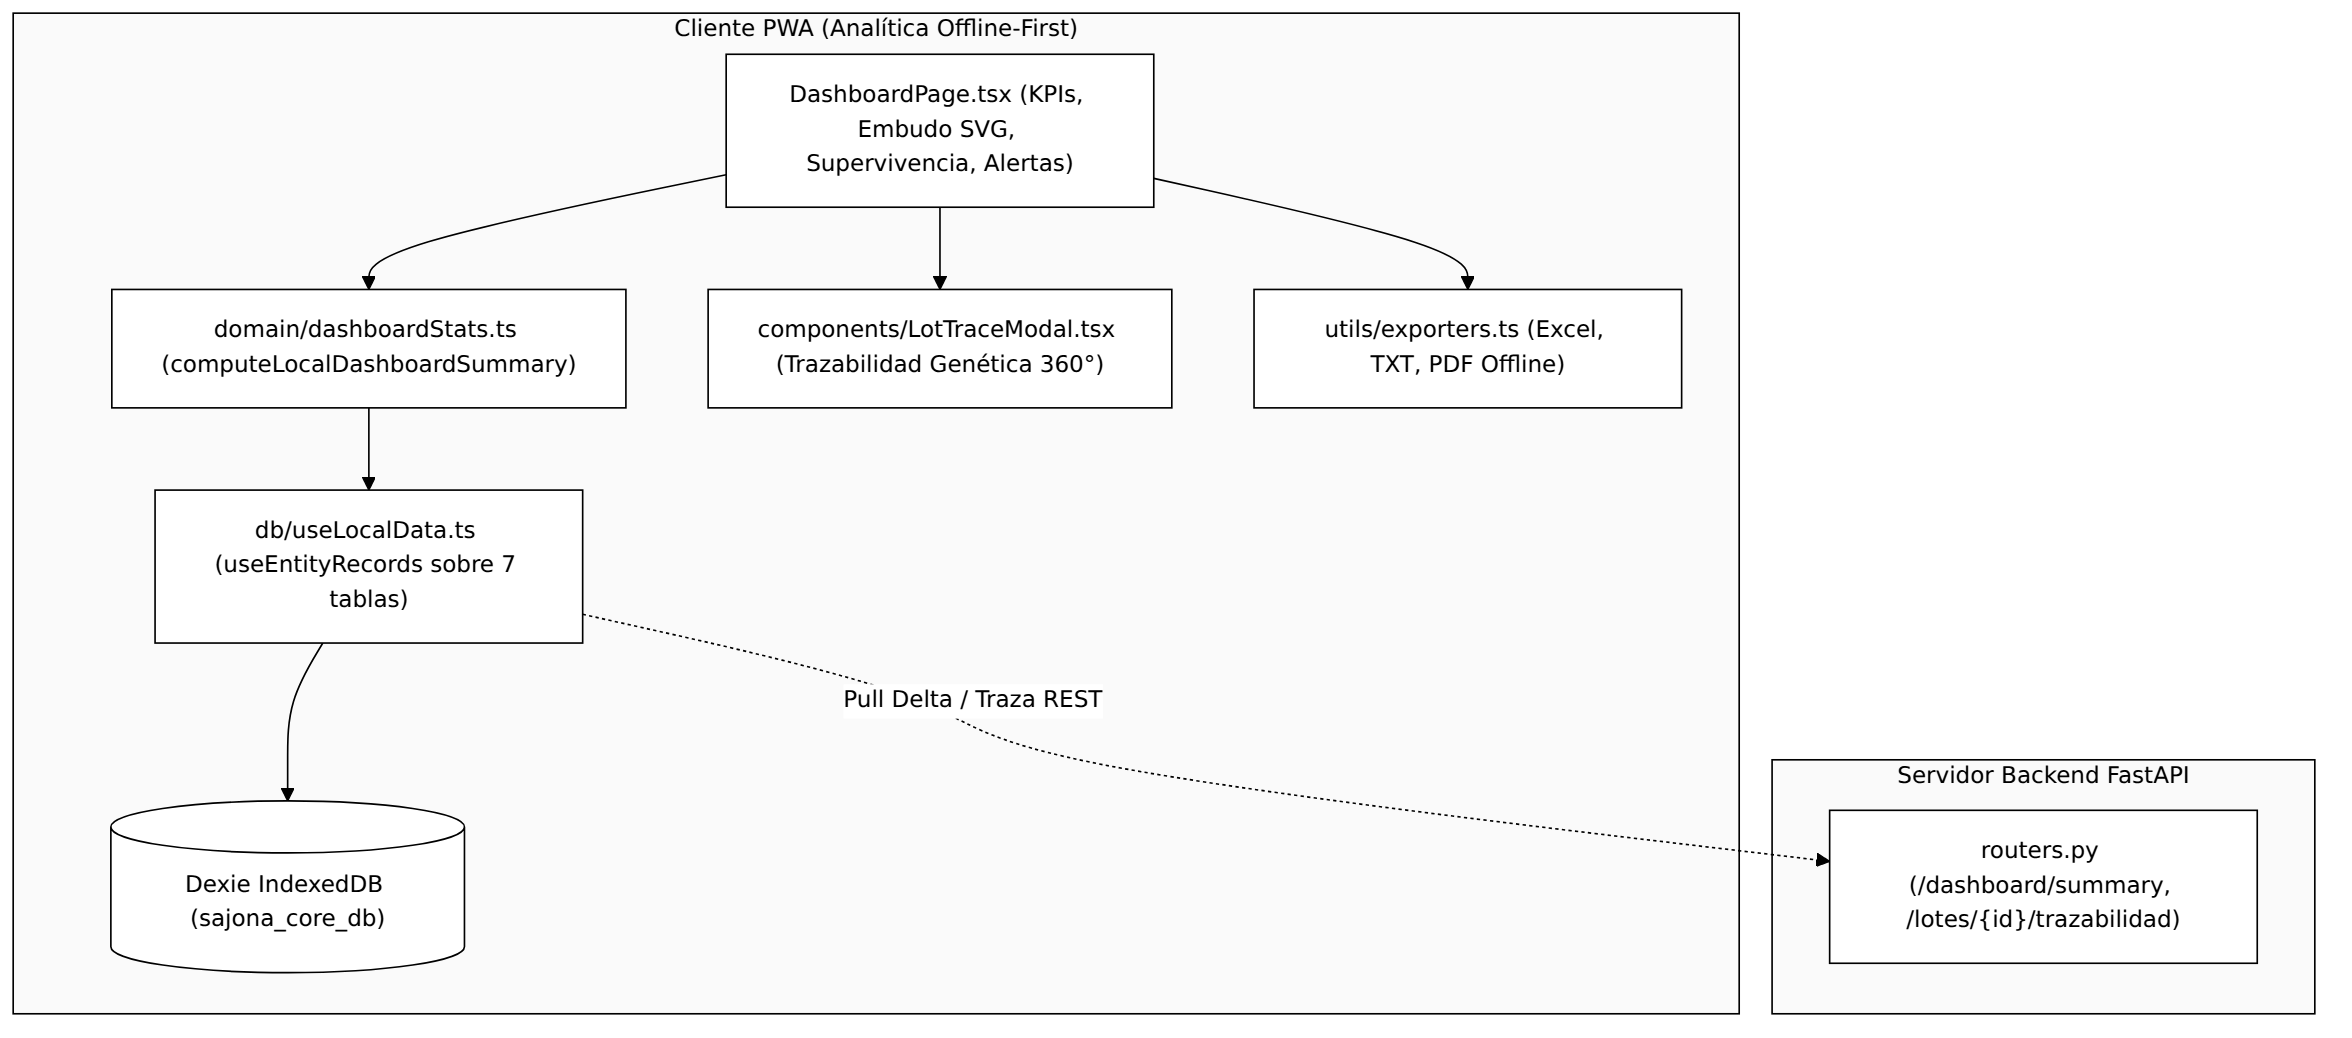 Cliente PWA (Analítica Offline-First)
DashboardPage.tsx (KPIs,
Embudo SVG,
Supervivencia, Alertas)
domain/dashboardStats.ts
(computeLocalDashboardSummary)
components/LotTraceModal.tsx
(Trazabilidad Genética 360°)
utils/exporters.ts (Excel,
TXT, PDF Offline)
db/useLocalData.ts
(useEntityRecords sobre 7
tablas)
Pull Delta / Traza REST
Dexie IndexedDB
(sajona_core_db)
Servidor Backend FastAPI
routers.py
(/dashboard/summary,
/lotes/{id}/trazabilidad)